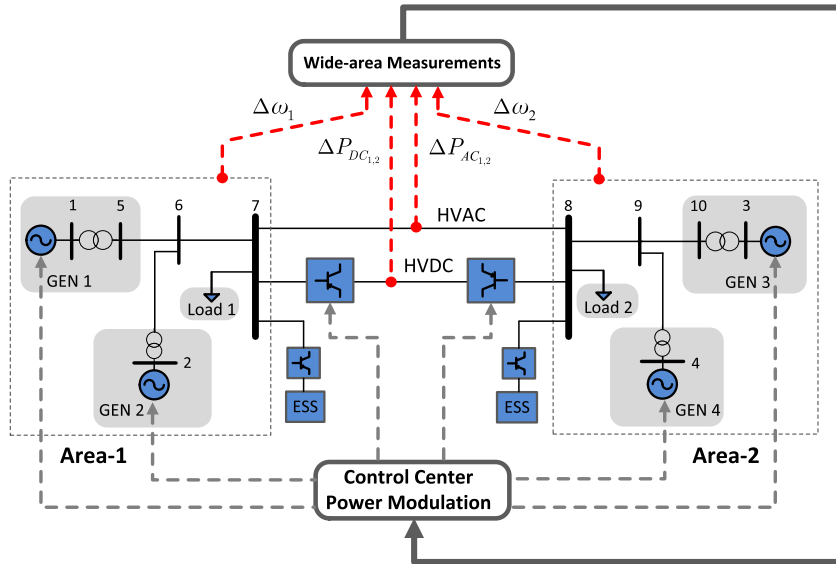 Wide-area Measurements
Δω₁
Δω₂
ΔP_DC₁,₂
ΔP_AC₁,₂
1
5
6
7
8
9
10
3
HVAC
GEN 1
HVDC
GEN 3
Load 1
Load 2
2
4
ESS
ESS
GEN 2
GEN 4
Area-1
Area-2
Control Center
Power Modulation